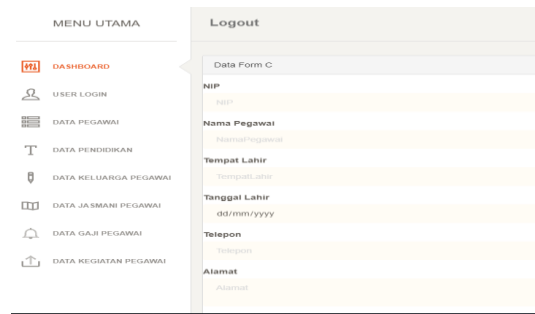 MENU UTAMA
Logout
DASHBOARD
USER LOGIN
DATA PEGAWAI
DATA PENDIDIKAN
DATA KELUARGA PEGAWAI
DATA JASMANI PEGAWAI
DATA GAJI PEGAWAI
DATA KEGIATAN PEGAWAI
Data Form C
NIP
NIP
Nama Pegawai
NamaPegawai
Tempat Lahir
TempatLahir
Tanggal Lahir
dd/mm/yyyy
Telepon
Telepon
Alamat
Alamat